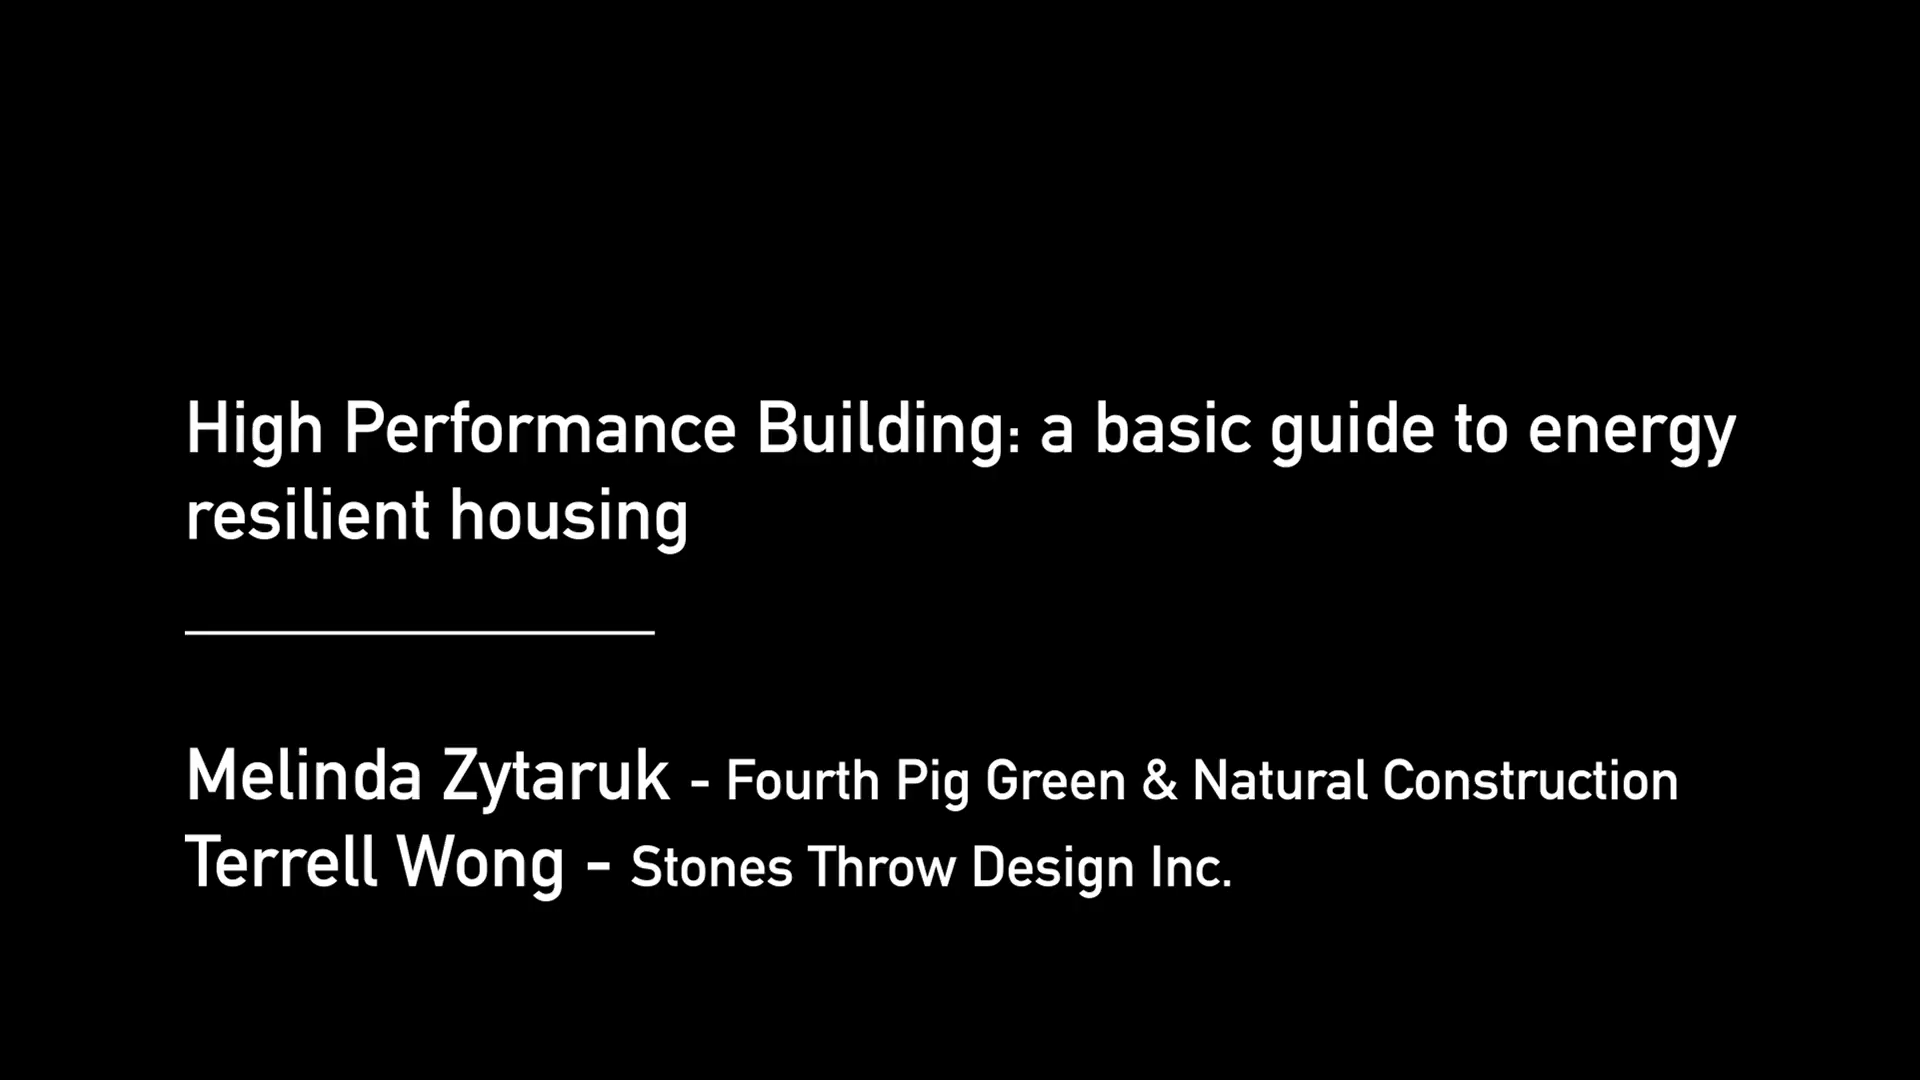 High Performance Building: a basic guide to energy
resilient housing
Melinda Zytaruk - Fourth Pig Green & Natural Construction
Terrell Wong - Stones Throw Design Inc.